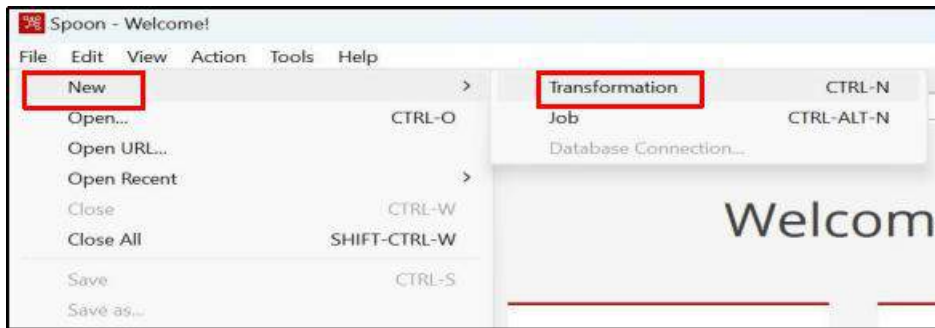 Spoon - Welcome!
File Edit View Action Tools Help
New >
Open... CTRL-O
Open URL...
Open Recent >
Close CTRL-W
Close All SHIFT-CTRL-W
Save CTRL-S
Save as...
Transformation CTRL-N
Job CTRL-ALT-N
Database Connection...
Welcom